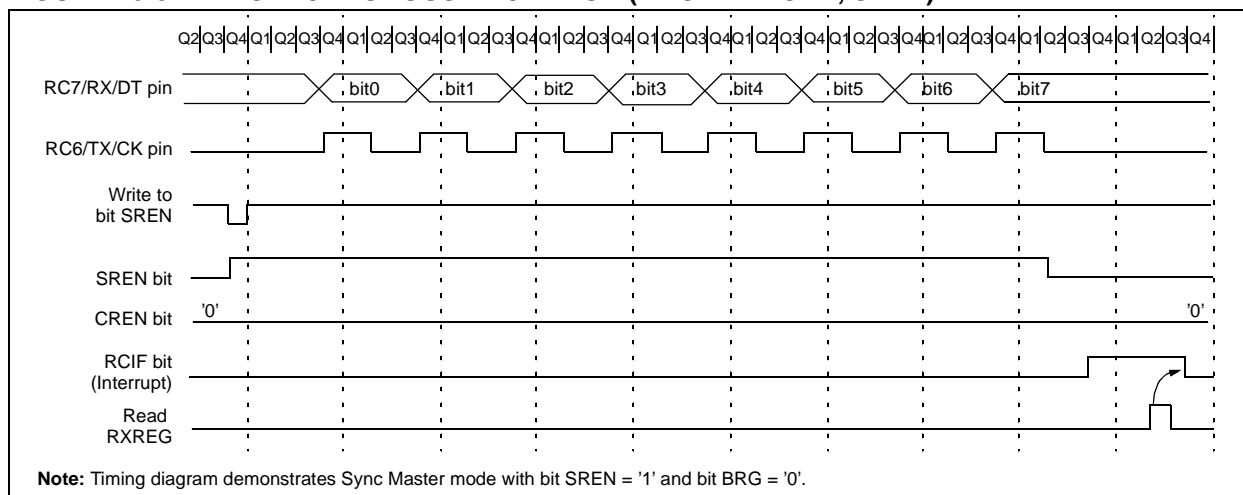 Q2 Q3 Q4 Q1 Q2 Q3 Q4 Q1 Q2 Q3 Q4 Q1 Q2 Q3 Q4 Q1 Q2 Q3 Q4 Q1 Q2 Q3 Q4 Q1 Q2 Q3 Q4 Q1 Q2 Q3 Q4 Q1 Q2 Q3 Q4 Q1 Q2 Q3 Q4 Q1 Q2 Q3 Q4
RC7/RX/DT pin bit0 bit1 bit2 bit3 bit4 bit5 bit6 bit7
RC6/TX/CK pin
Write to
bit SREN
SREN bit
CREN bit '0' '0'
RCIF bit
(Interrupt)
Read
RXREG
Note: Timing diagram demonstrates Sync Master mode with bit SREN = '1' and bit BRG = '0'.